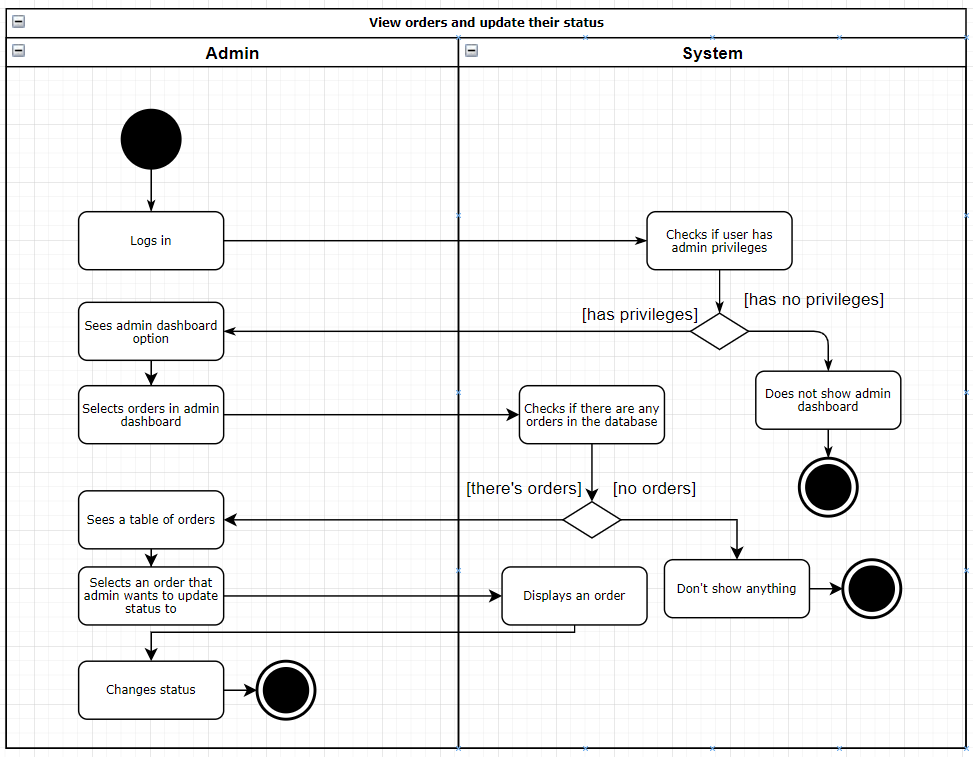 View orders and update their status
Admin
System
Logs in
Checks if user has
admin privileges
[has no privileges]
[has privileges]
Sees admin dashboard
option
Does not show admin
dashboard
Selects orders in admin
dashboard
Checks if there are any
orders in the database
[there's orders]
[no orders]
Sees a table of orders
Selects an order that
admin wants to update
status to
Displays an order
Don't show anything
Changes status